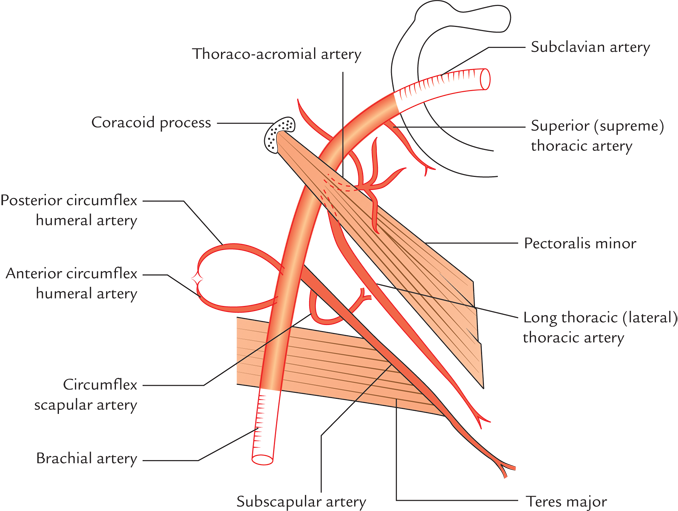 Subclavian artery
Thoraco-acromial artery
Coracoid process
Superior (supreme)
thoracic artery
Posterior circumflex
humeral artery
Pectoralis minor
Anterior circumflex
humeral artery
Long thoracic (lateral)
thoracic artery
Circumflex
scapular artery
Brachial artery
Subscapular artery
Teres major